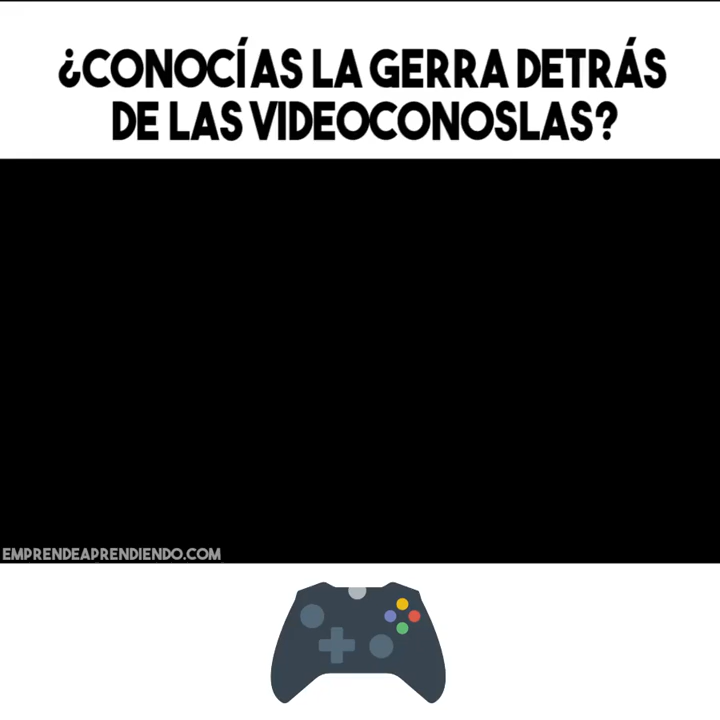 ¿CONOCÍAS LA GERRA DETRÁS
DE LAS VIDEOCONOSLAS?
EMPRENDEAPRENDIENDO.COM